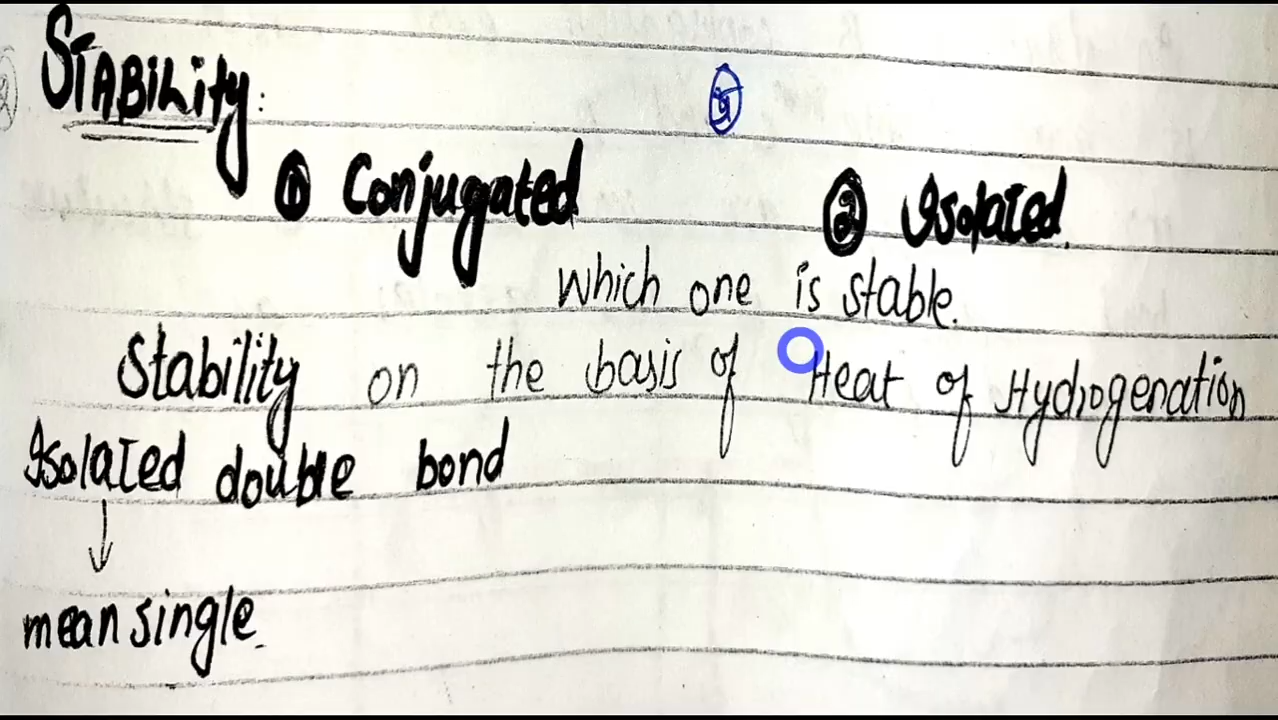 STABility:
① Conjugated ② Isolated.
which one is stable.
Stability on the basis of Heat of Hydrogenation
Isolated double bond
↓
mean single.